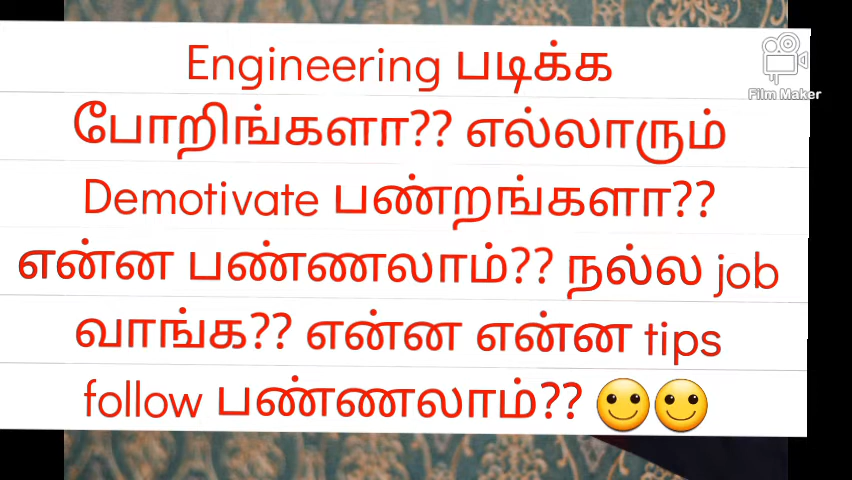 Engineering படிக்க
போறிங்களா?? எல்லாரும்
Demotivate பண்றங்களா??
என்ன பண்ணலாம்?? நல்ல job
வாங்க?? என்ன என்ன tips
follow பண்ணலாம்?? 🙂🙂
Film Maker